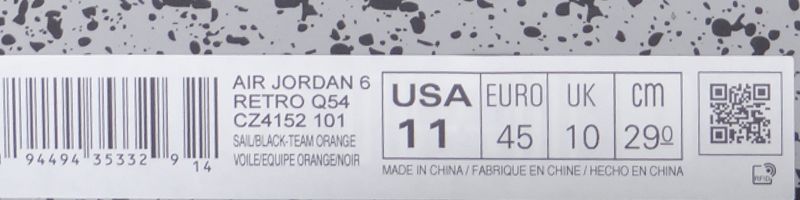 AIR JORDAN 6
RETRO Q54
CZ4152 101
SAIL/BLACK-TEAM ORANGE
VOILE/EQUIPE ORANGE/NOIR
94494 35332 9 14
USA EURO UK cm
11 45 10 29º
MADE IN CHINA / FABRIQUE EN CHINE / HECHO EN CHINA
RFID